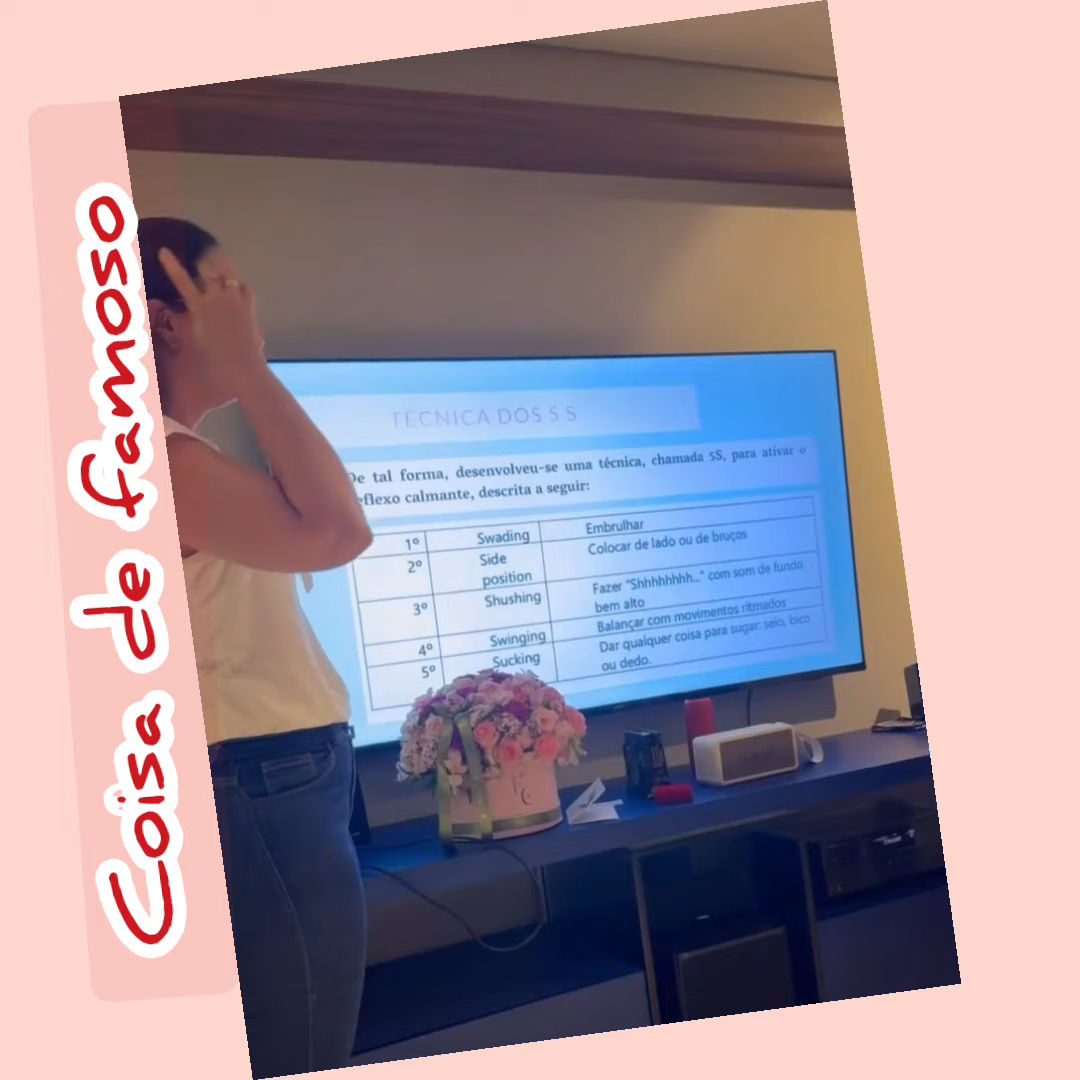 Coisa de famoso
TÉCNICA DOS 5 S
De tal forma, desenvolveu-se uma técnica, chamada 5S, para ativar o
reflexo calmante, descrita a seguir:
1º Swading Embrulhar
2º Side position Colocar de lado ou de bruços
3º Shushing Fazer "Shhhhhhhh..." com som de fundo bem alto
4º Swinging Balançar com movimentos ritmados
5º Sucking Dar qualquer coisa para sugar: seio, bico ou dedo.